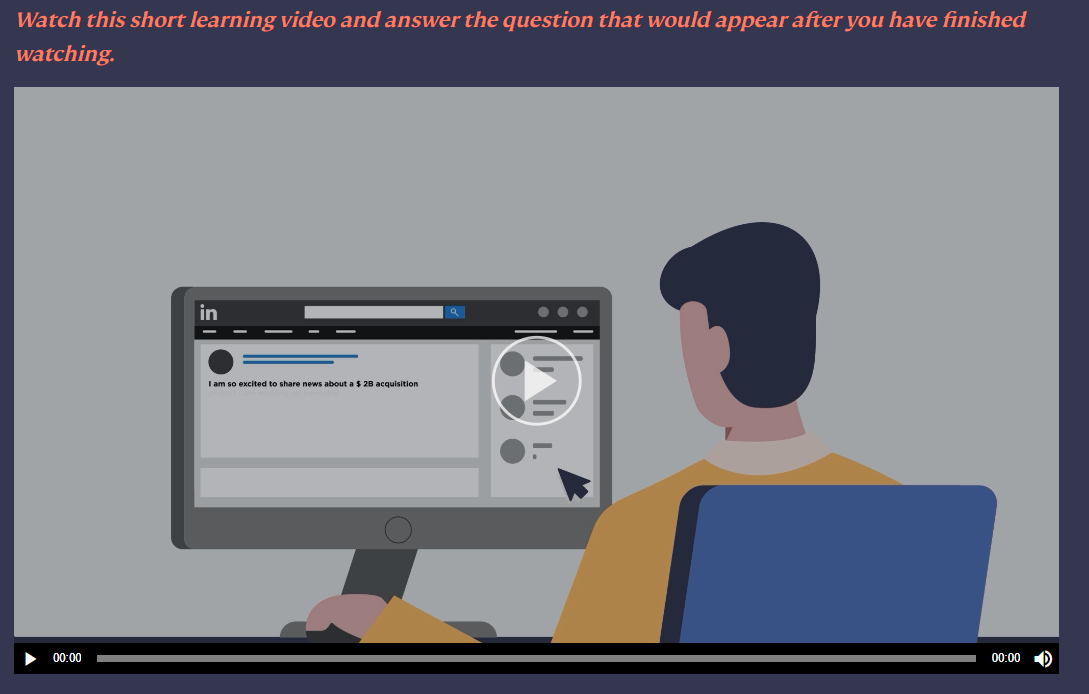 Watch this short learning video and answer the question that would appear after you have finished
watching.
in
I am so excited to share news about a $ 2B acquisition
00:00
00:00